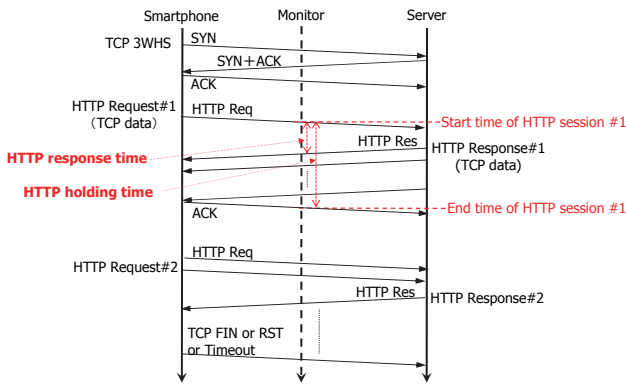 Smartphone Monitor Server
TCP 3WHS SYN
SYN+ACK
ACK
HTTP Request#1 HTTP Req
(TCP data)
Start time of HTTP session #1
HTTP Res HTTP Response#1
HTTP response time
(TCP data)
HTTP holding time
ACK
End time of HTTP session #1
HTTP Req
HTTP Request#2
HTTP Res HTTP Response#2
TCP FIN or RST
or Timeout